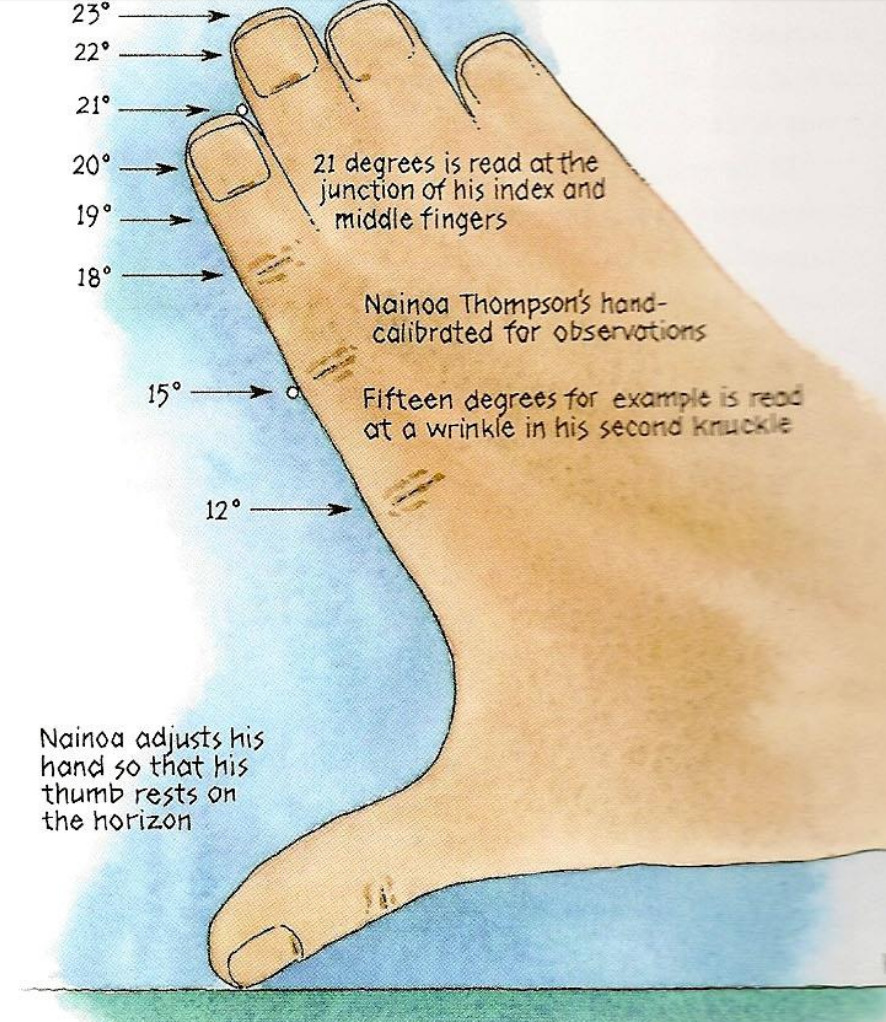 23°
22°
21°
20°
19°
18°
15°
12°
21 degrees is read at the
junction of his index and
middle fingers
Nainoa Thompson's hand-
calibrated for observations
Fifteen degrees for example is read
at a wrinkle in his second knuckle
Nainoa adjusts his
hand so that his
thumb rests on
the horizon